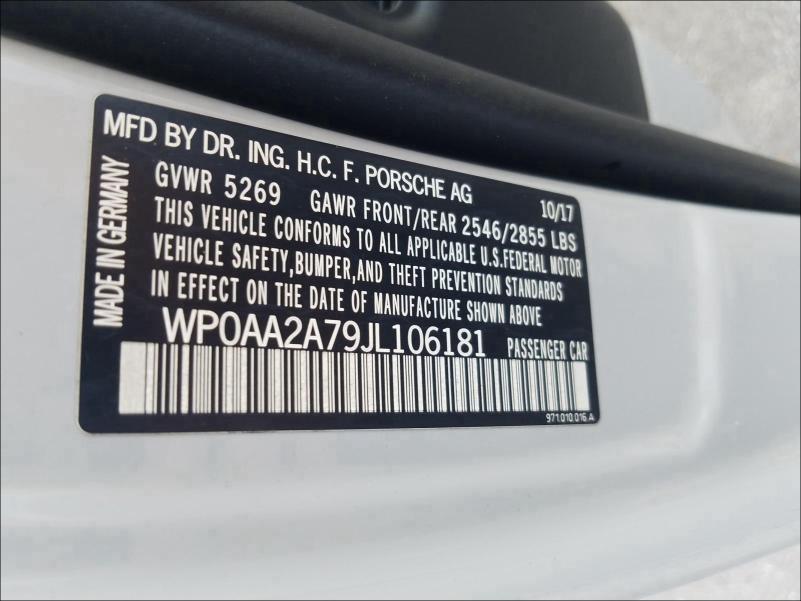 MFD BY DR. ING. H.C. F. PORSCHE AG
10/17
GVWR 5269 GAWR FRONT/REAR 2546/2855 LBS
THIS VEHICLE CONFORMS TO ALL APPLICABLE U.S.FEDERAL MOTOR
VEHICLE SAFETY,BUMPER,AND THEFT PREVENTION STANDARDS
IN EFFECT ON THE DATE OF MANUFACTURE SHOWN ABOVE
WP0AA2A79JL106181 PASSENGER CAR
MADE IN GERMANY
971.010.016.A